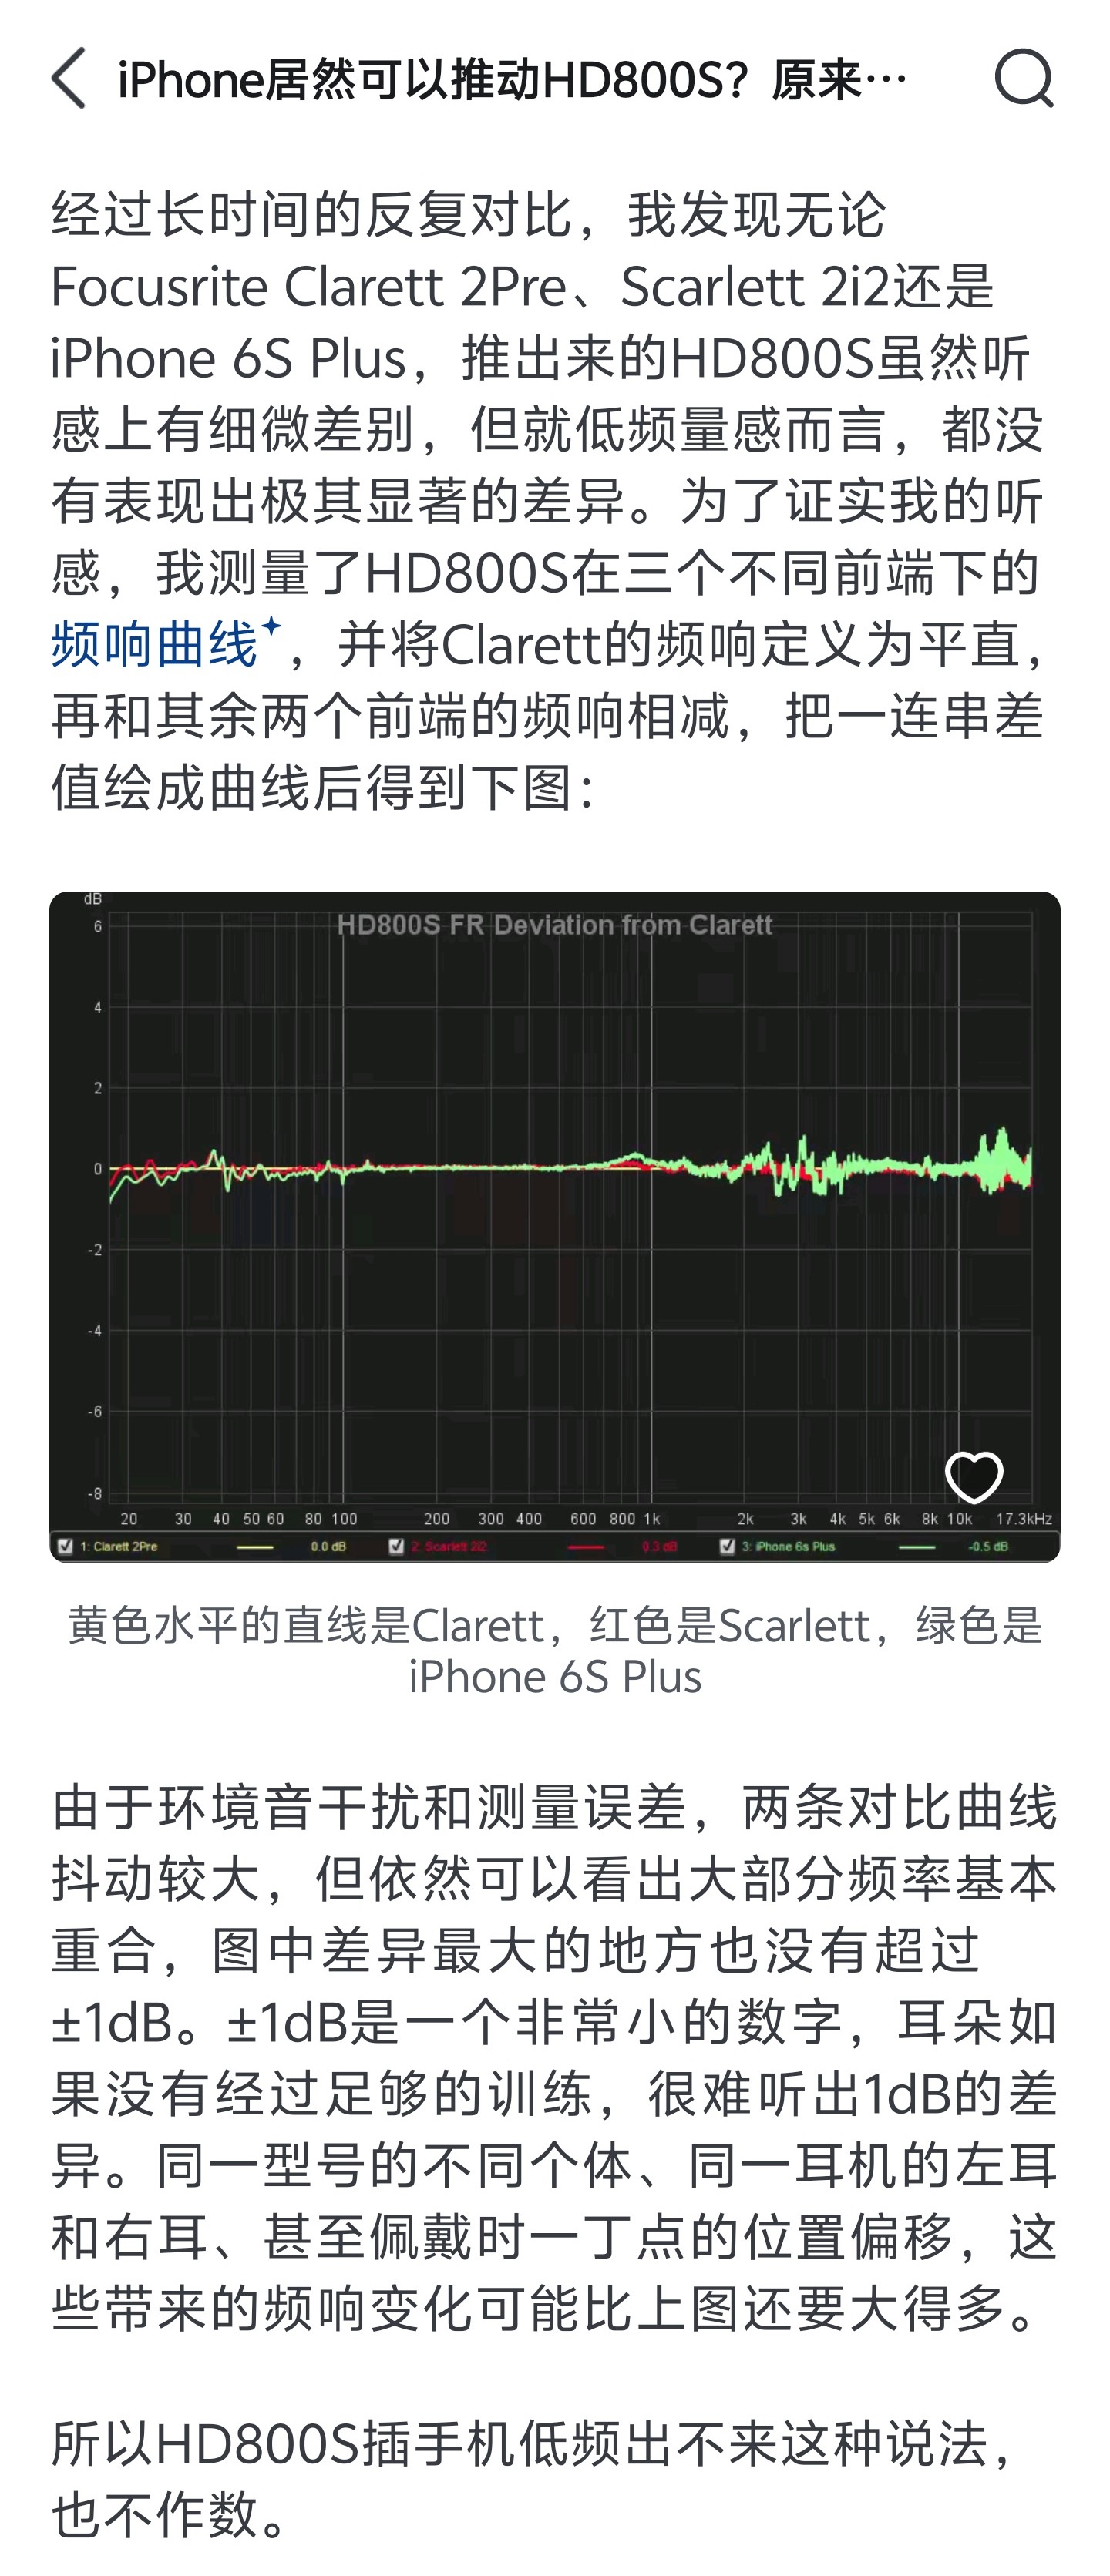 iPhone居然可以推动HD800S？原来…
经过长时间的反复对比，我发现无论
Focusrite Clarett 2Pre、Scarlett 2i2还是
iPhone 6S Plus，推出来的HD800S虽然听
感上有细微差别，但就低频量感而言，都没
有表现出极其显著的差异。为了证实我的听
感，我测量了HD800S在三个不同前端下的
频响曲线，并将Clarett的频响定义为平直，
再和其余两个前端的频响相减，把一连串差
值绘成曲线后得到下图：
dB
HD800S FR Deviation from Clarett
6
4
2
0
-2
-4
-6
-8
20 30 40 50 60 80 100 200 300 400 600 800 1k 2k 3k 4k 5k 6k 8k 10k 17.3kHz
1: Clarett 2Pre 0.0 dB 2: Scarlett 2i2 0.3 dB 3: iPhone 6s Plus -0.5 dB
黄色水平的直线是Clarett，红色是Scarlett，绿色是
iPhone 6S Plus
由于环境音干扰和测量误差，两条对比曲线
抖动较大，但依然可以看出大部分频率基本
重合，图中差异最大的地方也没有超过
±1dB。±1dB是一个非常小的数字，耳朵如
果没有经过足够的训练，很难听出1dB的差
异。同一型号的不同个体、同一耳机的左耳
和右耳、甚至佩戴时一丁点的位置偏移，这
些带来的频响变化可能比上图还要大得多。
所以HD800S插手机低频出不来这种说法，
也不作数。